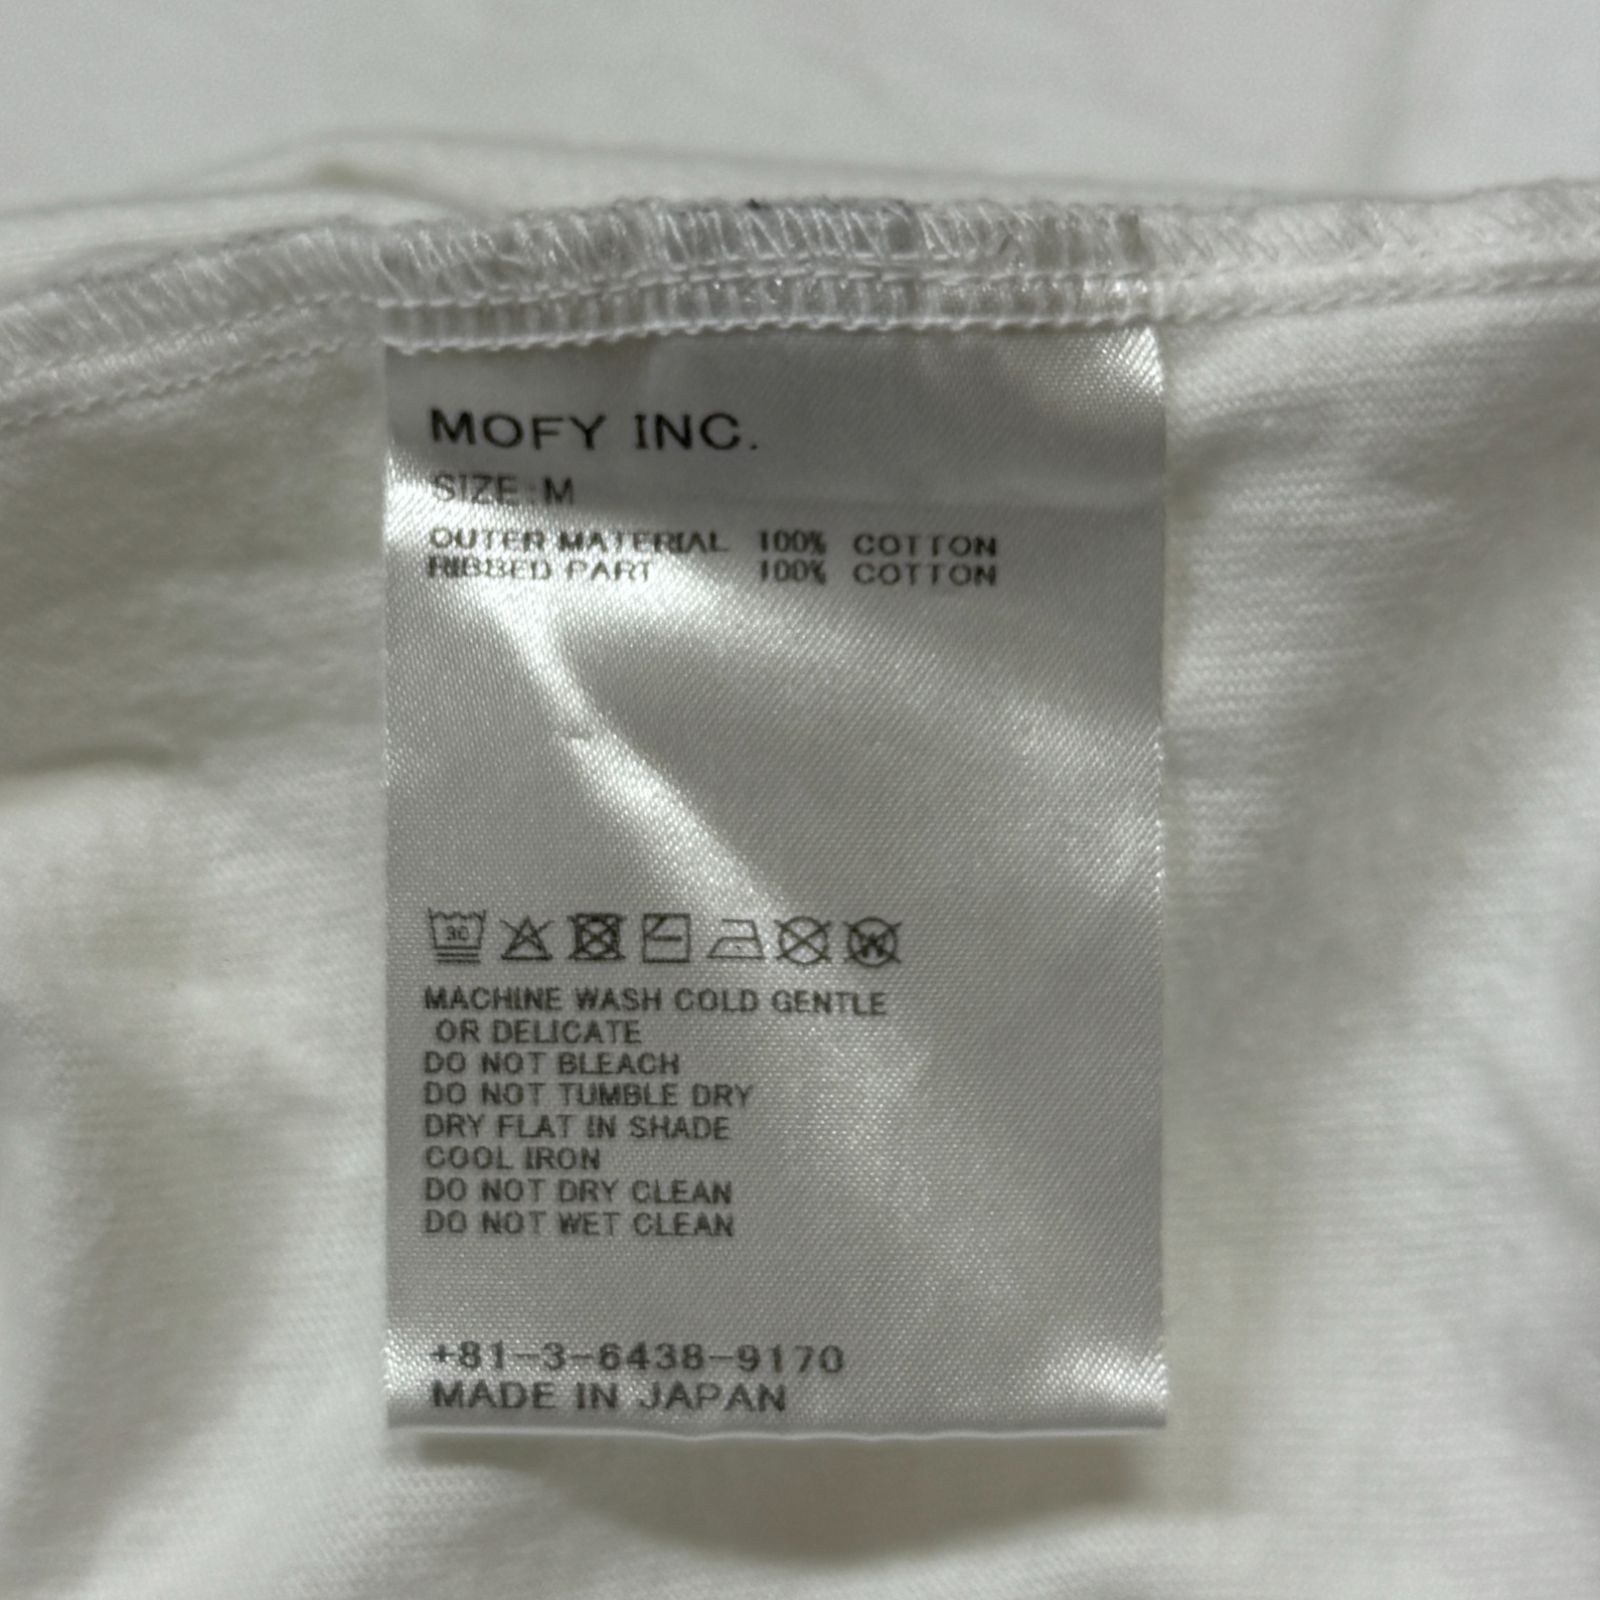 MOFY INC.
SIZE:M
OUTER MATERIAL 100% COTTON
RIBBED PART 100% COTTON
30
W
MACHINE WASH COLD GENTLE
OR DELICATE
DO NOT BLEACH
DO NOT TUMBLE DRY
DRY FLAT IN SHADE
COOL IRON
DO NOT DRY CLEAN
DO NOT WET CLEAN
+81-3-6438-9170
MADE IN JAPAN